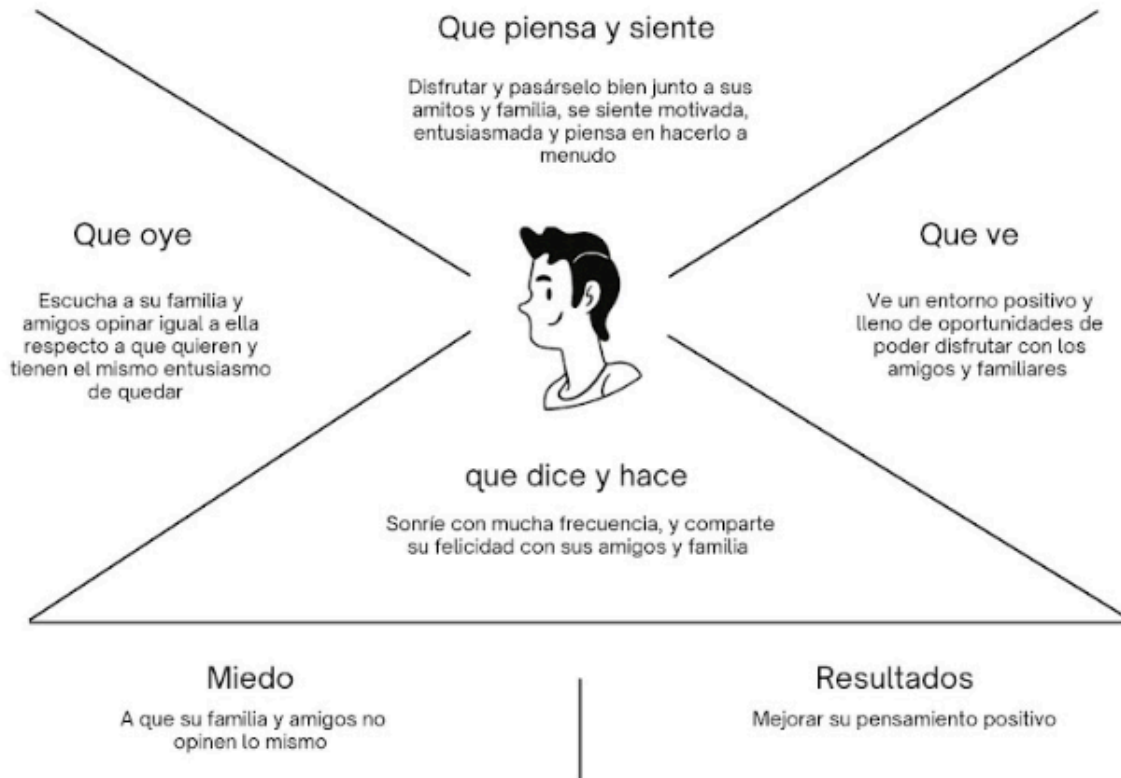 Que piensa y siente
Disfrutar y pasárselo bien junto a sus
amitos y familia, se siente motivada,
entusiasmada y piensa en hacerlo a
menudo
Que oye
Escucha a su familia y
amigos opinar igual a ella
respecto a que quieren y
tienen el mismo entusiasmo
de quedar
Que ve
Ve un entorno positivo y
lleno de oportunidades de
poder disfrutar con los
amigos y familiares
que dice y hace
Sonríe con mucha frecuencia, y comparte
su felicidad con sus amigos y familia
Miedo
A que su familia y amigos no
opinen lo mismo
Resultados
Mejorar su pensamiento positivo